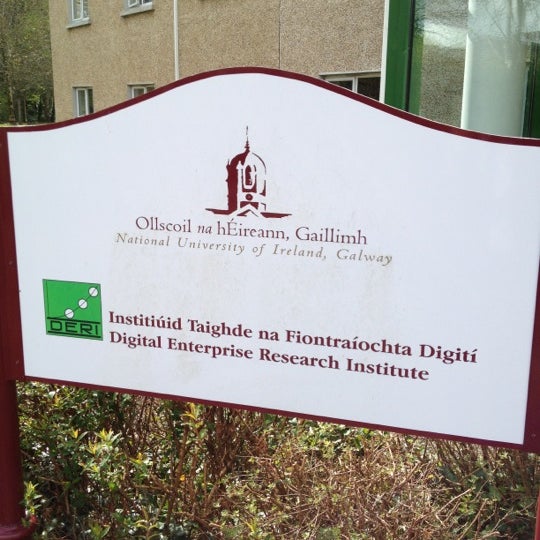 Ollscoil na hÉireann, Gaillimh
National University of Ireland, Galway
DERI
Institiúid Taighde na Fiontraíochta Digití
Digital Enterprise Research Institute